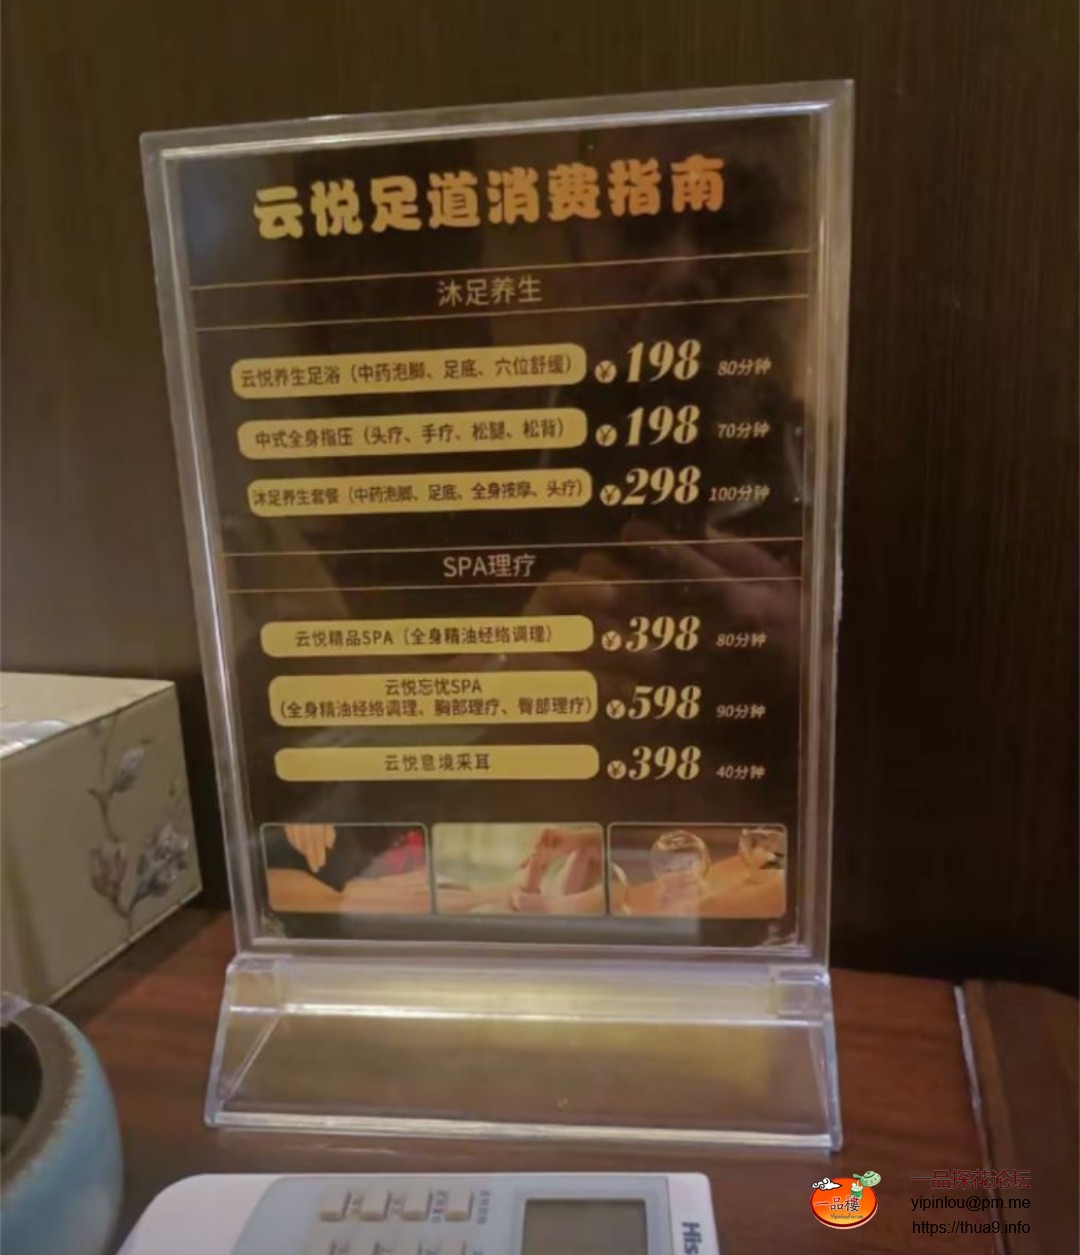 云悦足道消费指南
沐足养生
云悦养生足浴（中药泡脚、足底、穴位舒缓） ¥198 80分钟
中式全身指压（头疗、手疗、松腿、松背） ¥198 70分钟
沐足养生套餐（中药泡脚、足底、全身按摩、头疗） ¥298 100分钟
SPA理疗
云悦精品SPA（全身精油经络调理） ¥398 80分钟
云悦忘忧SPA
（全身精油经络调理、胸部理疗、臀部理疗） ¥598 90分钟
云悦意境采耳 ¥398 40分钟
His
一品樓
YipinlouForum
一品探花论坛
yipinlou@pm.me
https://thua9.info